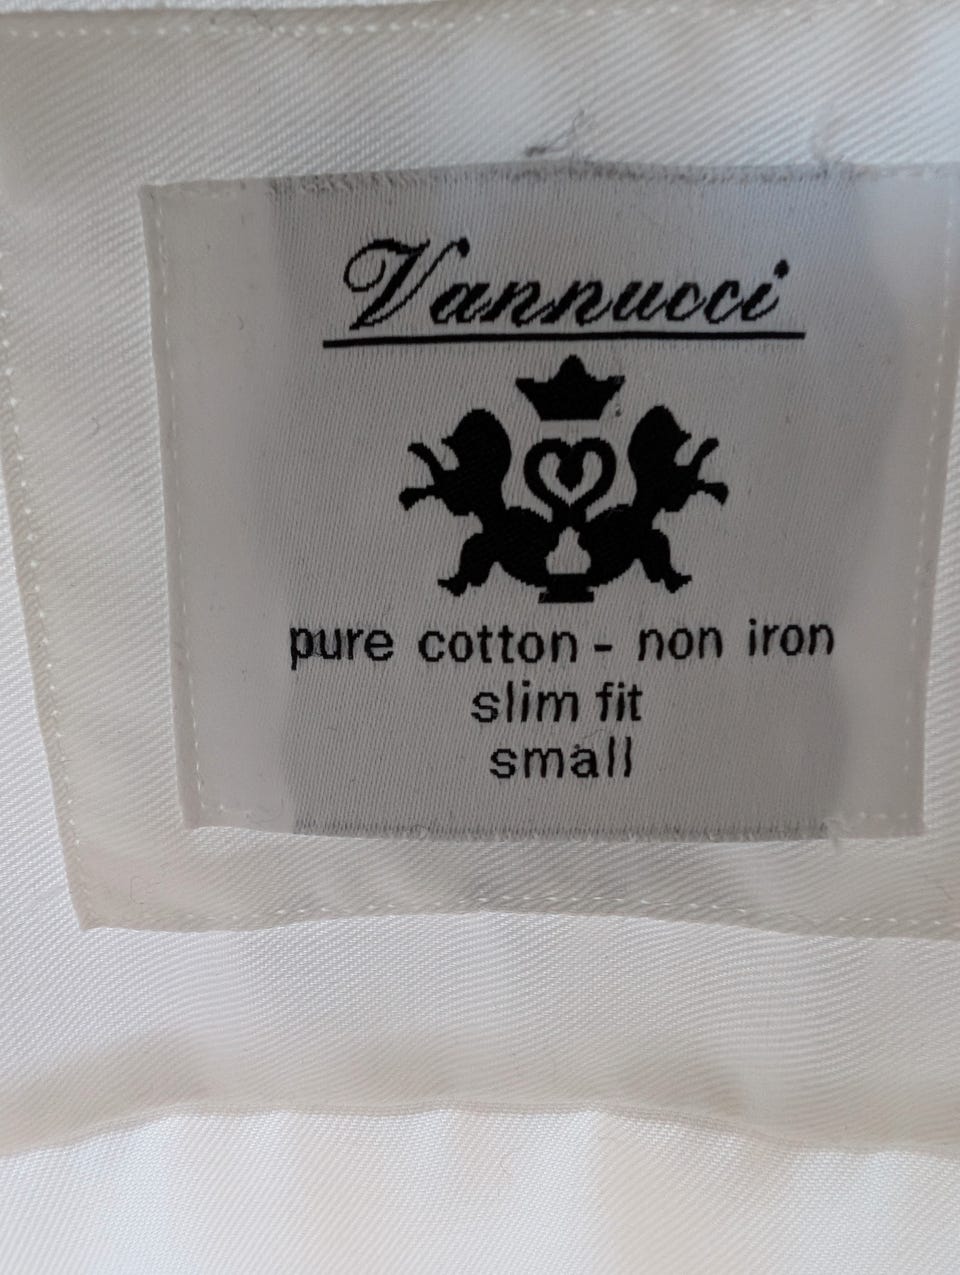 Vannucci
pure cotton - non iron
slim fit
small